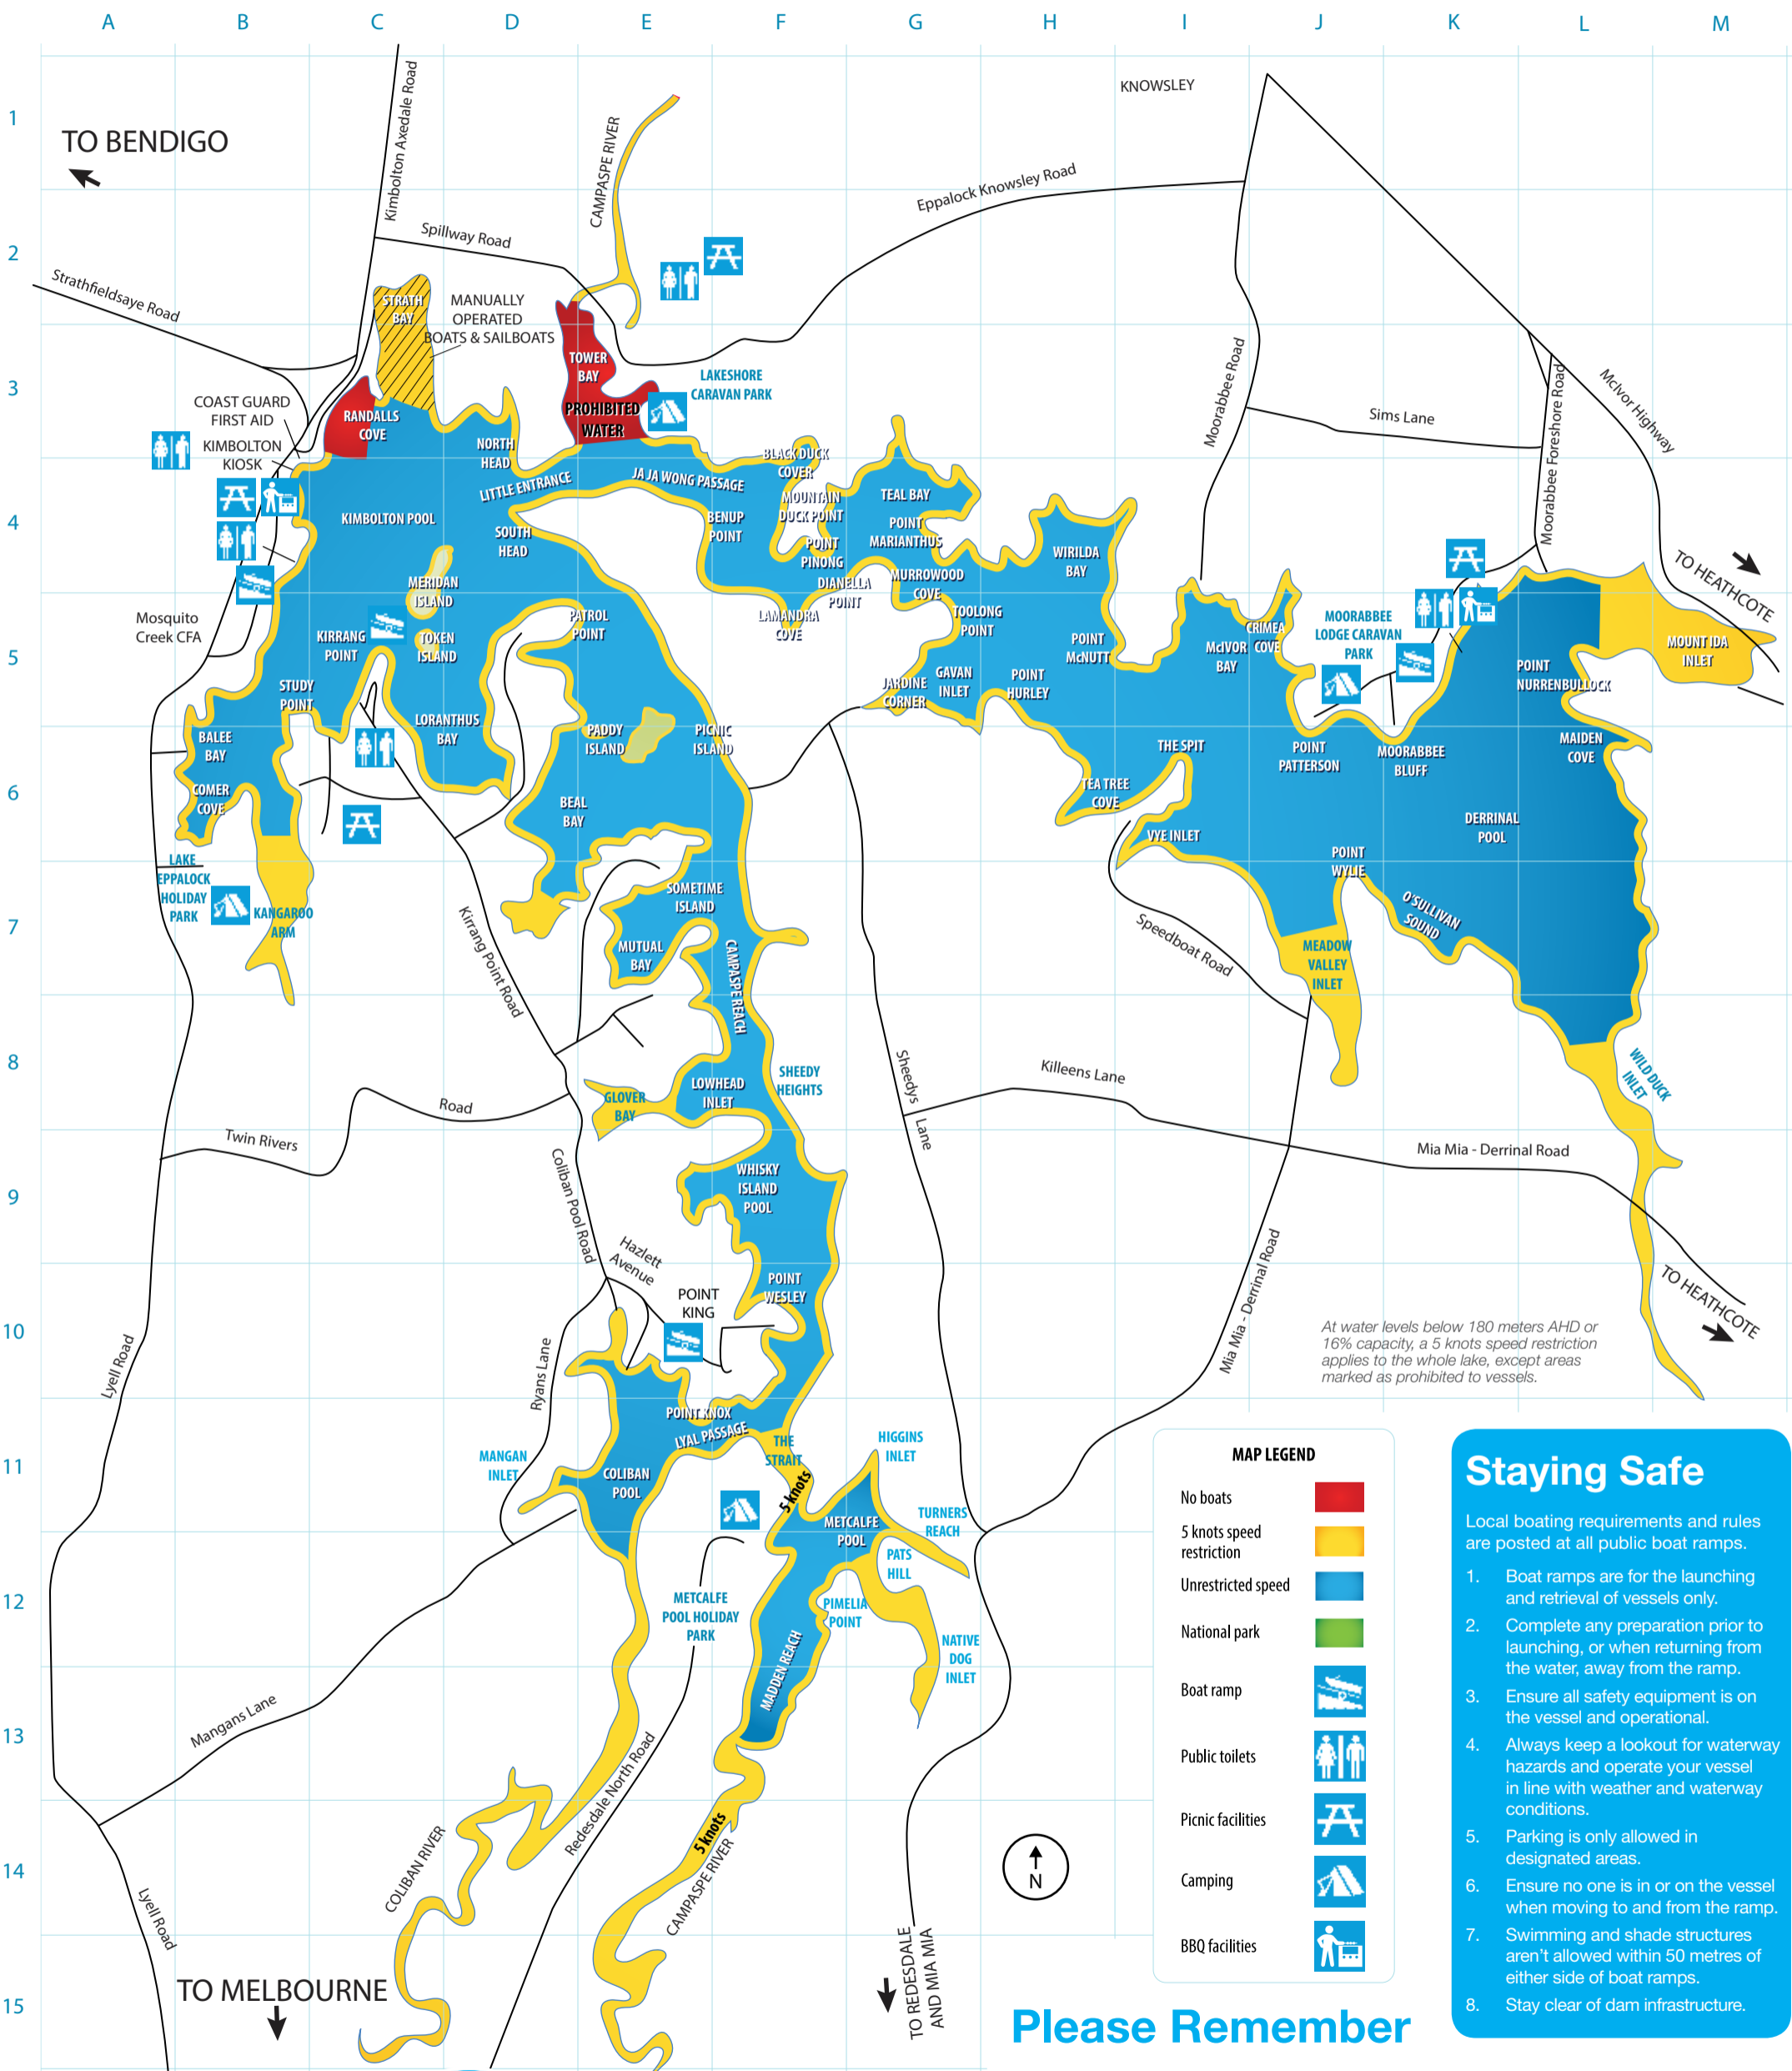 A B C D E F G H I J K L M
1
2
3
4
5
6
7
8
9
10
11
12
13
14
15
KNOWSLEY
TO BENDIGO
Kimbolton Axedale Road
CAMPASPE RIVER
Eppalock Knowsley Road
Spillway Road
Strathfieldsaye Road
STRATH
BAY
MANUALLY
OPERATED
BOATS & SAILBOATS
TOWER
BAY
PROHIBITED
WATER
LAKESHORE
CARAVAN PARK
Moorabbee Road
Sims Lane
Moorabbee Foreshore Road
McIvor Highway
COAST GUARD
FIRST AID
KIMBOLTON
KIOSK
RANDALLS
COVE
NORTH
HEAD
LITTLE ENTRANCE
JA JA WONG PASSAGE
BLACK DUCK
COVER
MOUNTAIN
DUCK POINT
TEAL BAY
KIMBOLTON POOL
SOUTH
HEAD
BENUP
POINT
POINT
PINONG
POINT
MARIANTHUS
WIRILDA
BAY
TO HEATHCOTE
MERIDAN
ISLAND
DIANELLA
POINT
MURROWOOD
COVE
Mosquito
Creek CFA
KIRRANG
POINT
TOKEN
ISLAND
PATROL
POINT
LAMANDRA
COVE
TOOLONG
POINT
POINT
McNUTT
McIVOR
BAY
CRIMEA
COVE
MOORABBEE
LODGE CARAVAN
PARK
MOUNT IDA
INLET
POINT
NURRENBULLOCK
STUDY
POINT
JARDINE
CORNER
GAVAN
INLET
POINT
HURLEY
LORANTHUS
BAY
BALEE
BAY
PADDY
ISLAND
PICNIC
ISLAND
THE SPIT
POINT
PATTERSON
MOORABBEE
BLUFF
MAIDEN
COVE
COMER
COVE
BEAL
BAY
TEA TREE
COVE
DERRINAL
POOL
VYE INLET
LAKE
EPPALOCK
HOLIDAY
PARK
KANGAROO
ARM
SOMETIME
ISLAND
POINT
WYLIE
O'SULLIVAN
SOUND
Kirrang Point Road
MUTUAL
BAY
CAMPASPE REACH
Speedboat Road
MEADOW
VALLEY
INLET
GLOVER
BAY
LOWHEAD
INLET
SHEEDY
HEIGHTS
Sheedys
Lane
Killeens Lane
WILD DUCK
INLET
Road
Twin Rivers
Mia Mia - Derrinal Road
Coliban Pool Road
WHISKY
ISLAND
POOL
Hazlett
Avenue
POINT
KING
POINT
WESLEY
Mia Mia - Derrinal Road
TO HEATHCOTE
Lyell Road
Ryans Lane
At water levels below 180 meters AHD or
16% capacity, a 5 knots speed restriction
applies to the whole lake, except areas
marked as prohibited to vessels.
POINT KNOX
LYAL PASSAGE
THE
STRAIT
HIGGINS
INLET
MANGAN
INLET
COLIBAN
POOL
5 knots
METCALFE
POOL
TURNERS
REACH
PATS
HILL
METCALFE
POOL HOLIDAY
PARK
PIMELIA
POINT
NATIVE
DOG
INLET
MADDEN REACH
Mangans Lane
Redesdale North Road
COLIBAN RIVER
5 knots
CAMPASPE RIVER
Lyell Road
N
TO REDESDALE
AND MIA MIA
TO MELBOURNE
MAP LEGEND
No boats
5 knots speed
restriction
Unrestricted speed
National park
Boat ramp
Public toilets
Picnic facilities
Camping
BBQ facilities
Please Remember
Staying Safe
Local boating requirements and rules
are posted at all public boat ramps.
1. Boat ramps are for the launching
and retrieval of vessels only.
2. Complete any preparation prior to
launching, or when returning from
the water, away from the ramp.
3. Ensure all safety equipment is on
the vessel and operational.
4. Always keep a lookout for waterway
hazards and operate your vessel
in line with weather and waterway
conditions.
5. Parking is only allowed in
designated areas.
6. Ensure no one is in or on the vessel
when moving to and from the ramp.
7. Swimming and shade structures
aren't allowed within 50 metres of
either side of boat ramps.
8. Stay clear of dam infrastructure.